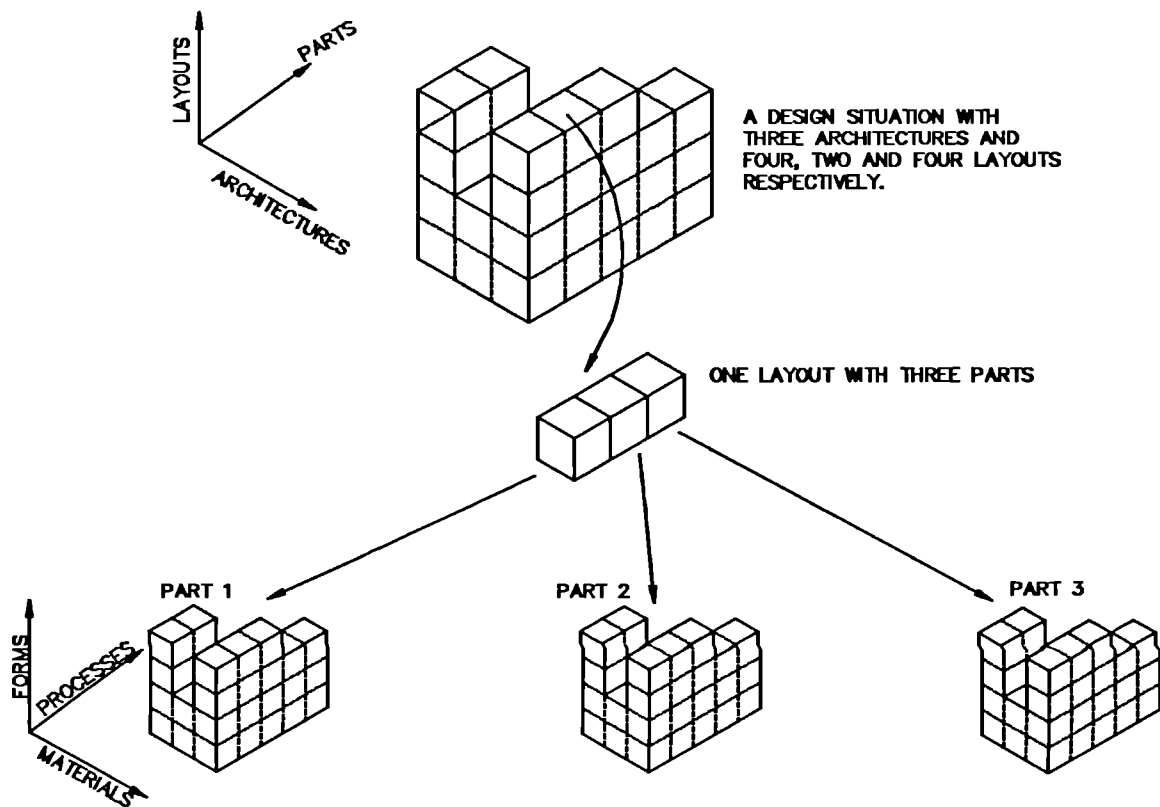 LAYOUTS
PARTS
ARCHITECTURES
A DESIGN SITUATION WITH
THREE ARCHITECTURES AND
FOUR, TWO AND FOUR LAYOUTS
RESPECTIVELY.
ONE LAYOUT WITH THREE PARTS
PART 1
PART 2
PART 3
FORMS
PROCESSES
MATERIALS